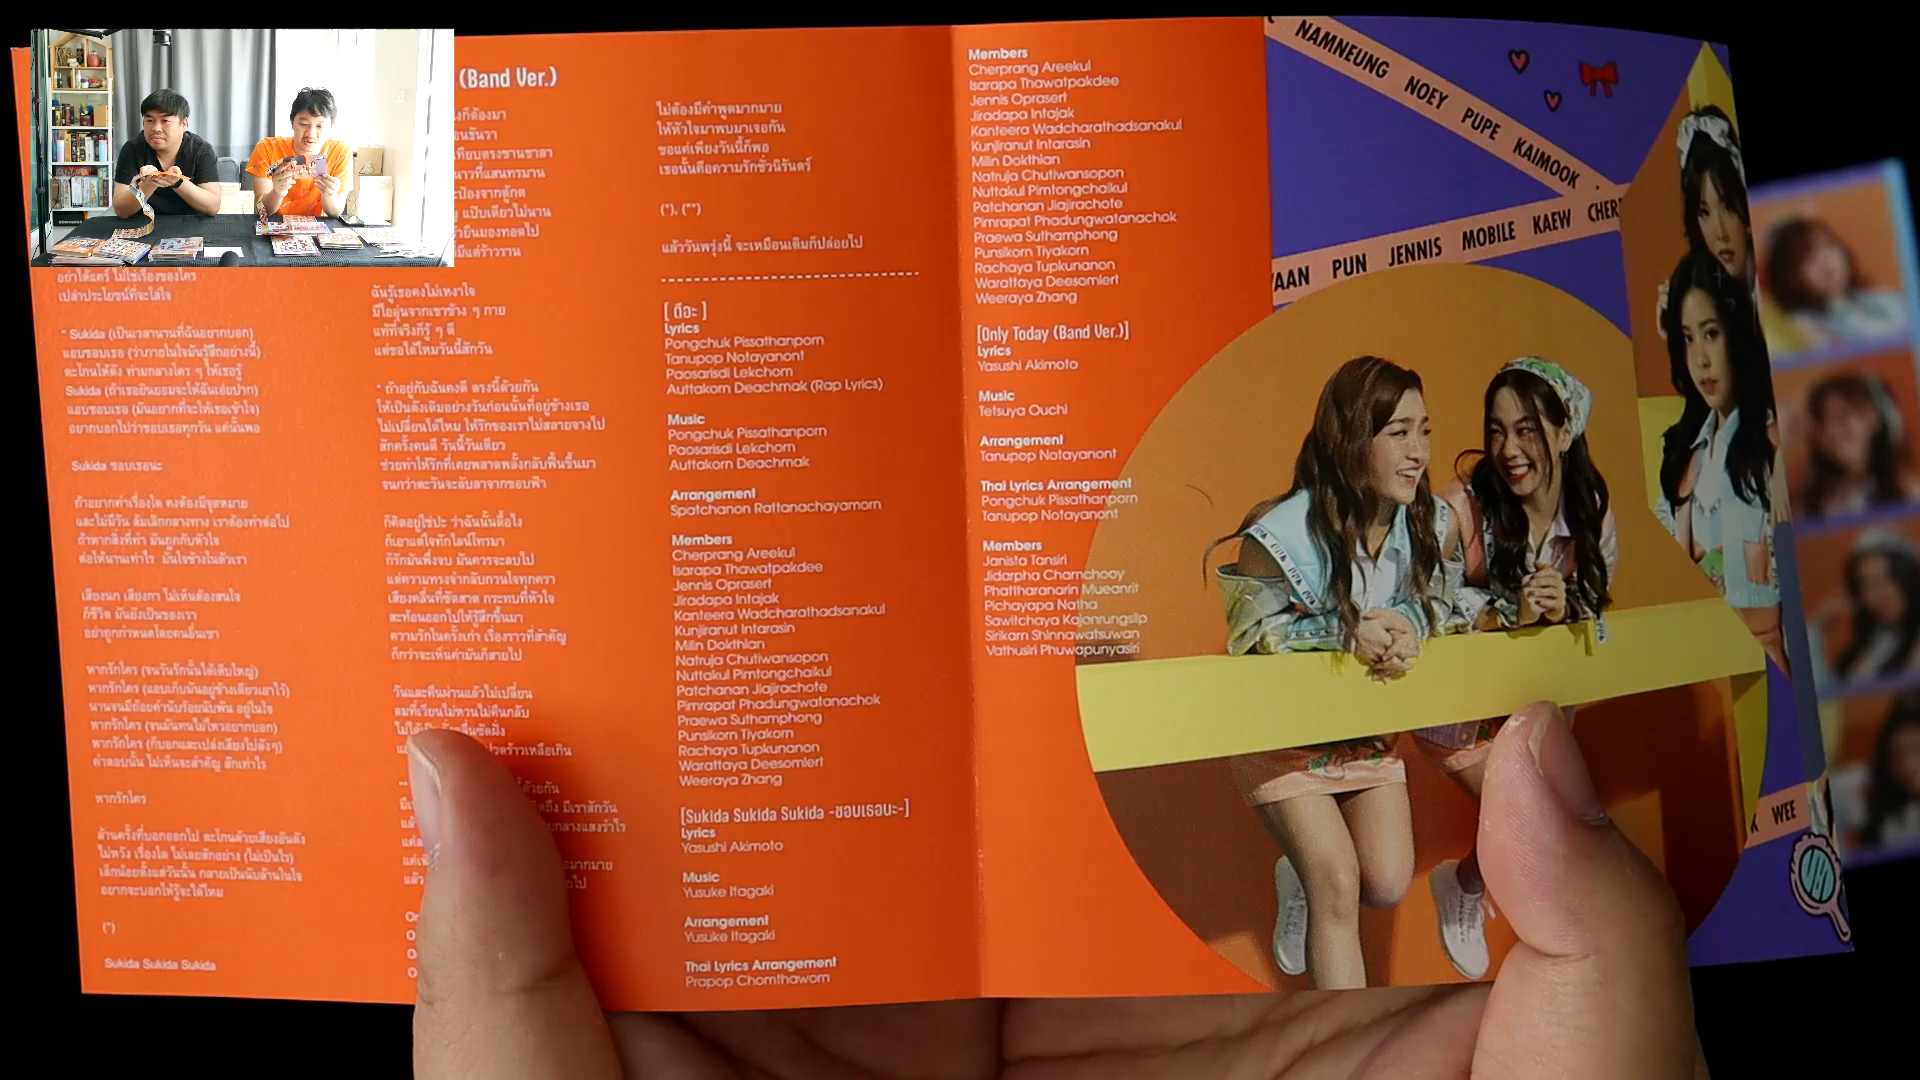 (Band Ver.)
อย่าได้แคร์ ไม่ใช่เรื่องของใคร
เปล่าประโยชน์ที่จะใส่ใจ
* Sukida (เป็นเวลานานที่ฉันอยากบอก)
แอบชอบเธอ (ว่าภายในใจมันรู้สึกอย่างนี้)
ตะโกนให้ดัง ท่ามกลางใคร ๆ ให้เธอรู้
Sukida (ถ้าเธอยินยอมจะให้ฉันเอ่ยปาก)
แอบชอบเธอ (มันอยากที่จะให้เธอเข้าใจ)
อยากบอกไปว่าชอบเธอทุกวัน แค่นั้นพอ
Sukida ชอบเธอนะ
ถ้าอยากทำเรื่องใด คงต้องมีจุดหมาย
และไม่มีวัน ล้มเลิกกลางทาง เราต้องทำต่อไป
ถ้าหากสิ่งที่ทำ มันถูกกับหัวใจ
ต่อให้นานเท่าไร มั่นใจข้างในตัวเรา
เสียงนก เสียงกา ไม่เห็นต้องสนใจ
ก็ชีวิต มันยังเป็นของเรา
อย่าถูกกำหนดโดยคนอื่นเขา
หากรักใคร (จนวันรักนั้นได้เติบใหญ่)
หากรักใคร (แอบเก็บมันอยู่ข้างเดียวเอาไว้)
นานจนมีถ้อยคำนับร้อยนับพัน อยู่ในใจ
หากรักใคร (จนมันทนไม่ไหวอยากบอก)
หากรักใคร (ก็บอกและเปล่งเสียงไปดังๆ)
คำตอบนั้น ไม่เห็นจะสำคัญ สักเท่าไร
หากรักใคร
ล้านครั้งที่บอกออกไป ตะโกนด้วยเสียงอันดัง
ไม่หวัง เรื่องใด ไม่เลยสักอย่าง (ไม่เป็นไร)
เล็กน้อยตั้งแต่วันนั้น กลายเป็นนับล้านในใจ
อยากจะบอกให้รู้จะได้ไหม
(*)
Sukida Sukida Sukida
ฉันรู้เธอคงไม่เหงาใจ
มีไออุ่นจากเขาข้าง ๆ กาย
แท้ที่จริงก็รู้ ๆ ดี
แต่ขอได้ไหมวันนี้สักวัน
* ถ้าอยู่กับฉันคงดี ตรงนี้ด้วยกัน
ให้เป็นดังเดิมอย่างวันก่อนนั้นที่อยู่ข้างเธอ
ไม่เปลี่ยนได้ไหม ให้รักของเราไม่สลายจางไป
สักครั้งคนดี วันนี้วันเดียว
ช่วยทำให้รักที่เคยพลาดพลั้งกลับฟื้นขึ้นมา
จนกว่าตะวันจะลับลาจากขอบฟ้า
ก็คิดอยู่ใช่ปะ ว่าฉันนั้นดื้อไง
ก็เอาแต่ใจทักไลน์โทรมา
ก็รักมันเพิ่งจบ มันควรจะลบไป
แต่ความทรงจำกลับกวนใจทุกครา
เสียงคลื่นที่ซัดสาด กระทบที่หัวใจ
สะท้อนออกไปให้รู้สึกขึ้นมา
ความรักในครั้งเก่า เรื่องราวที่สำคัญ
ก็กว่าจะเห็นค่ามันก็สายไป
วันและคืนผ่านแล้วไม่เปลี่ยน
ลมที่เวียนไม่หวนไม่คืนกลับ
ไม่ต้องมีคำพูดมากมาย
ให้หัวใจมาพบมาเจอกัน
ขอแค่เพียงวันนี้ก็พอ
เธอนั้นคือความรักชั่วนิรันดร์
(*), (**)
แล้ววันพรุ่งนี้ จะเหมือนเดิมก็ปล่อยไป
[ ดีอะ ]
Lyrics
Pongchuk Pissathanporn
Tanupop Notayanont
Paosarisdi Lekchorn
Auttakorn Deachmak (Rap Lyrics)
Music
Pongchuk Pissathanporn
Paosarisdi Lekchorn
Auttakorn Deachmak
Arrangement
Spatchanon Rattanachayamorn
Members
Cherprang Areekul
Isarapa Thawatpakdee
Jennis Oprasert
Jiradapa Intajak
Kanteera Wadcharathadsanakul
Kunjiranut Intarasin
Milin Dokthian
Natruja Chutiwansopon
Nuttakul Pimtongchaikul
Patchanan Jiajirachote
Pimrapat Phadungwatanachok
Praewa Suthamphong
Punsikorn Tiyakorn
Rachaya Tupkunanon
Warattaya Deesomlert
Weeraya Zhang
[Sukida Sukida Sukida -ชอบเธอนะ-]
Lyrics
Yasushi Akimoto
Music
Yusuke Itagaki
Arrangement
Yusuke Itagaki
Thai Lyrics Arrangement
Prapop Chomthaworn
Members
Cherprang Areekul
Isarapa Thawatpakdee
Jennis Oprasert
Jiradapa Intajak
Kanteera Wadcharathadsanakul
Kunjiranut Intarasin
Milin Dokthian
Natruja Chutiwansopon
Nuttakul Pimtongchaikul
Patchanan Jiajirachote
Pimrapat Phadungwatanachok
Praewa Suthamphong
Punsikorn Tiyakorn
Rachaya Tupkunanon
Warattaya Deesomlert
Weeraya Zhang
[Only Today (Band Ver.)]
Lyrics
Yasushi Akimoto
Music
Tetsuya Ouchi
Arrangement
Tanupop Notayanont
Thai Lyrics Arrangement
Pongchuk Pissathanporn
Tanupop Notayanont
Members
Janista Tansiri
Jidarpha Chamchooy
Phattharanarin Mueanrit
Pichayapa Natha
Sawitchaya Kajonrungsilp
Sirikarn Shinnawatsuwan
Vathusiri Phuwapunyasiri
NAMNEUNG NOEY PUPE KAIMOOK
PUN JENNIS MOBILE KAEW
WEE